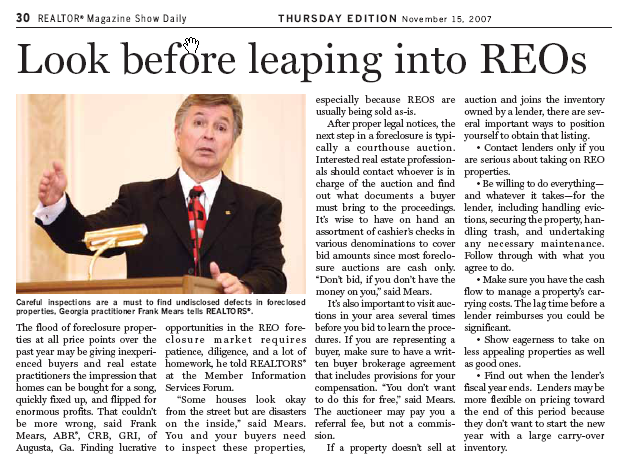 30 REALTOR® Magazine Show Daily THURSDAY EDITION November 15, 2007
Look before leaping into REOs
Careful inspections are a must to find undisclosed defects in foreclosed
properties, Georgia practitioner Frank Mears tells REALTORS®.
The flood of foreclosure proper-
ties at all price points over the
past year may be giving inexperi-
enced buyers and real estate
practitioners the impression that
homes can be bought for a song,
quickly fixed up, and flipped for
enormous profits. That couldn't
be more wrong, said Frank
Mears, ABR®, CRB, GRI, of
Augusta, Ga. Finding lucrative
opportunities in the REO fore-
closure market requires
patience, diligence, and a lot of
homework, he told REALTORS®
at the Member Information
Services Forum.
"Some houses look okay
from the street but are disasters
on the inside," said Mears.
You and your buyers need
to inspect these properties,
especially because REOS are
usually being sold as-is.
After proper legal notices, the
next step in a foreclosure is typi-
cally a courthouse auction.
Interested real estate profession-
als should contact whoever is in
charge of the auction and find
out what documents a buyer
must bring to the proceedings.
It's wise to have on hand an
assortment of cashier's checks in
various denominations to cover
bid amounts since most foreclo-
sure auctions are cash only.
"Don't bid, if you don't have the
money on you," said Mears.
It's also important to visit auc-
tions in your area several times
before you bid to learn the proce-
dures. If you are representing a
buyer, make sure to have a writ-
ten buyer brokerage agreement
that includes provisions for your
compensation. "You don't want
to do this for free," said Mears.
The auctioneer may pay you a
referral fee, but not a commis-
sion.
If a property doesn't sell at
auction and joins the inventory
owned by a lender, there are sev-
eral important ways to position
yourself to obtain that listing.
• Contact lenders only if you
are serious about taking on REO
properties.
• Be willing to do everything—
and whatever it takes—for the
lender, including handling evic-
tions, securing the property, han-
dling trash, and undertaking
any necessary maintenance.
Follow through with what you
agree to do.
• Make sure you have the cash
flow to manage a property's car-
rying costs. The lag time before a
lender reimburses you could be
significant.
• Show eagerness to take on
less appealing properties as well
as good ones.
• Find out when the lender's
fiscal year ends. Lenders may be
more flexible on pricing toward
the end of this period because
they don't want to start the new
year with a large carry-over
inventory.